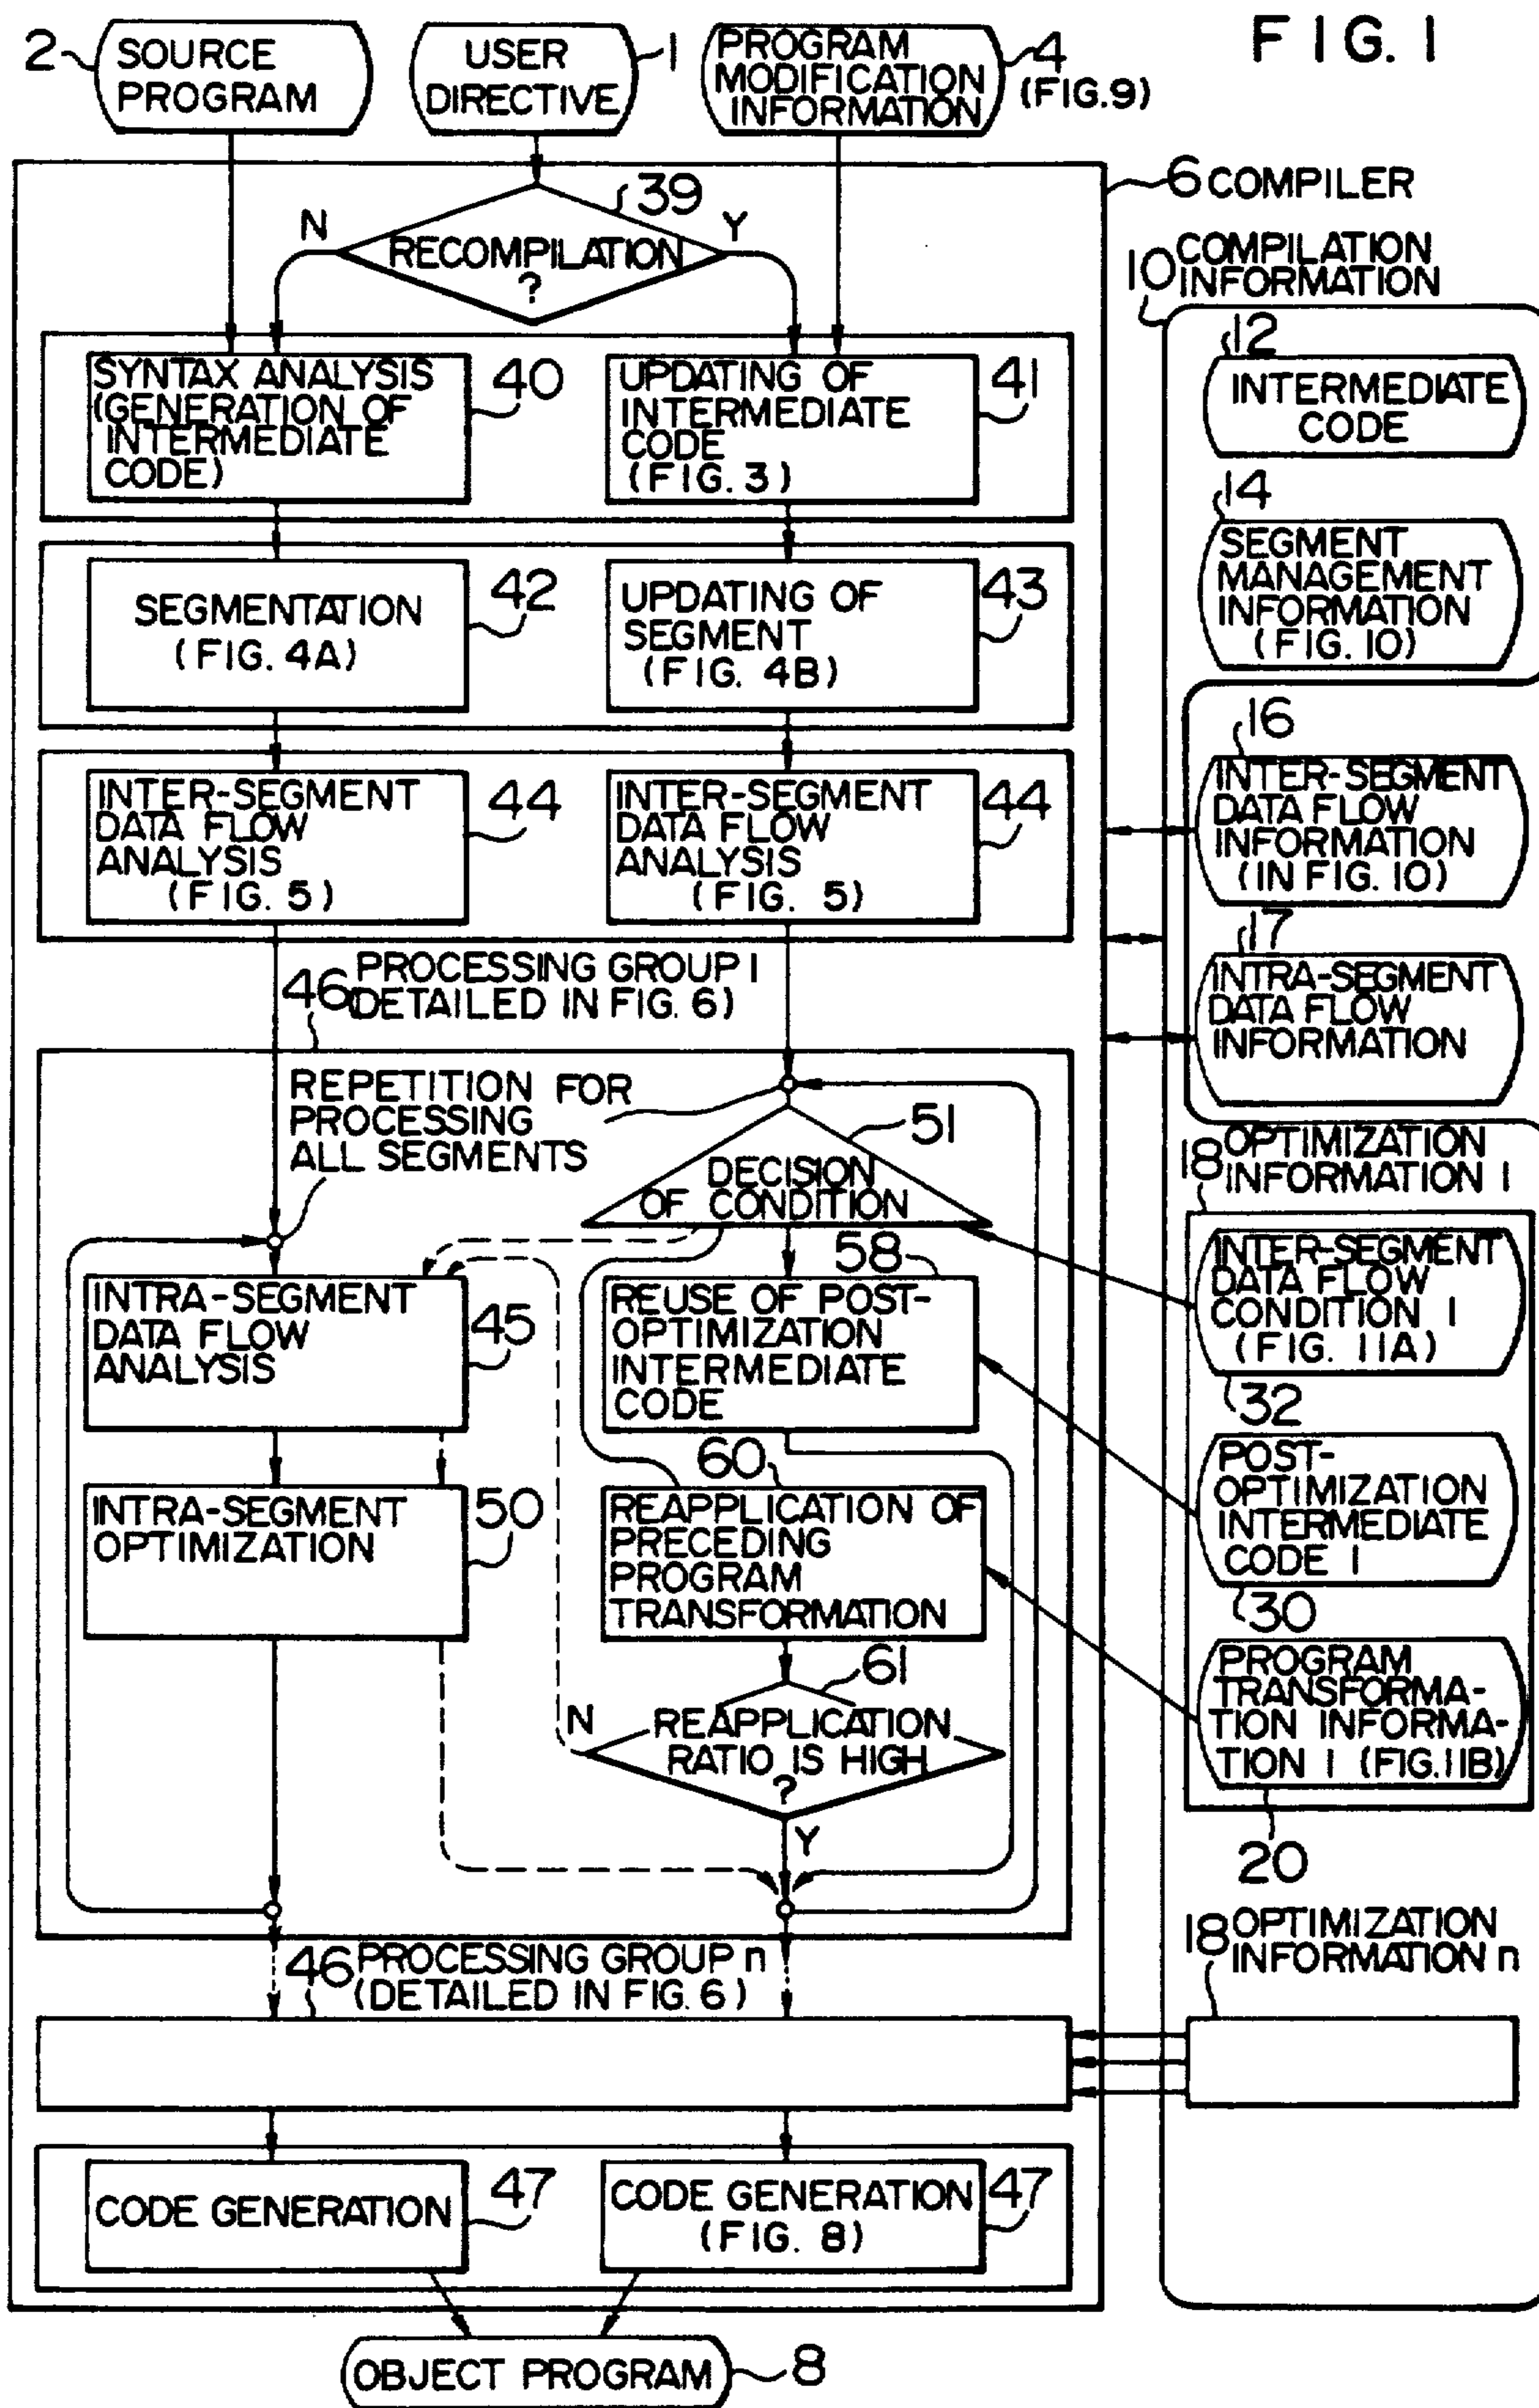 FIG. 1
2
SOURCE
PROGRAM
USER
DIRECTIVE
1
PROGRAM
MODIFICATION
INFORMATION
4
(FIG.9)
6 COMPILER
39
N
Y
RECOMPILATION
?
SYNTAX ANALYSIS
(GENERATION OF
INTERMEDIATE
CODE)
40
UPDATING OF
INTERMEDIATE
CODE
(FIG. 3)
41
SEGMENTATION
(FIG. 4A)
42
UPDATING OF
SEGMENT
(FIG. 4B)
43
INTER-SEGMENT
DATA FLOW
ANALYSIS
(FIG. 5)
44
INTER-SEGMENT
DATA FLOW
ANALYSIS
(FIG. 5)
44
46
PROCESSING GROUP 1
(DETAILED IN FIG. 6)
REPETITION FOR
PROCESSING
ALL SEGMENTS
51
DECISION
OF CONDITION
INTRA-SEGMENT
DATA FLOW
ANALYSIS
45
58
REUSE OF POST-
OPTIMIZATION
INTERMEDIATE
CODE
INTRA-SEGMENT
OPTIMIZATION
50
60
REAPPLICATION OF
PRECEDING
PROGRAM
TRANSFORMATION
61
N
REAPPLICATION
RATIO IS HIGH
?
Y
46
PROCESSING GROUP n
(DETAILED IN FIG. 6)
CODE GENERATION
47
CODE GENERATION
(FIG. 8)
47
OBJECT PROGRAM
8
10
COMPILATION
INFORMATION
12
INTERMEDIATE
CODE
14
SEGMENT
MANAGEMENT
INFORMATION
(FIG. 10)
16
INTER-SEGMENT
DATA FLOW
INFORMATION
(IN FIG. 10)
17
INTRA-SEGMENT
DATA FLOW
INFORMATION
18
OPTIMIZATION
INFORMATION 1
INTER-SEGMENT
DATA FLOW
CONDITION 1
(FIG. 11A)
32
POST-
OPTIMIZATION
INTERMEDIATE
CODE 1
30
PROGRAM
TRANSFORMA-
TION INFORMA-
TION 1 (FIG.11B)
20
18
OPTIMIZATION
INFORMATION n